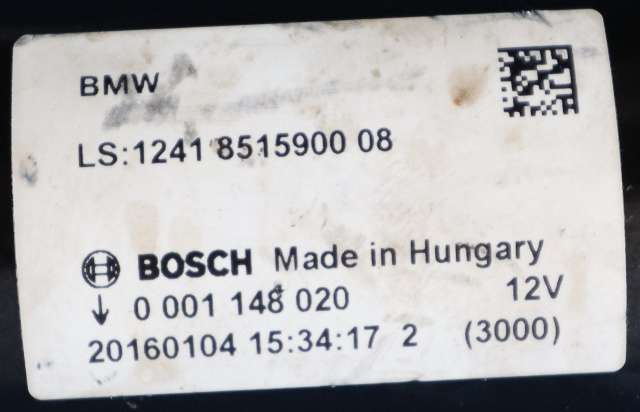 BMW
LS:1241 8515900 08
BOSCH Made in Hungary
↓ 0 001 148 020 12V
20160104 15:34:17 2 (3000)